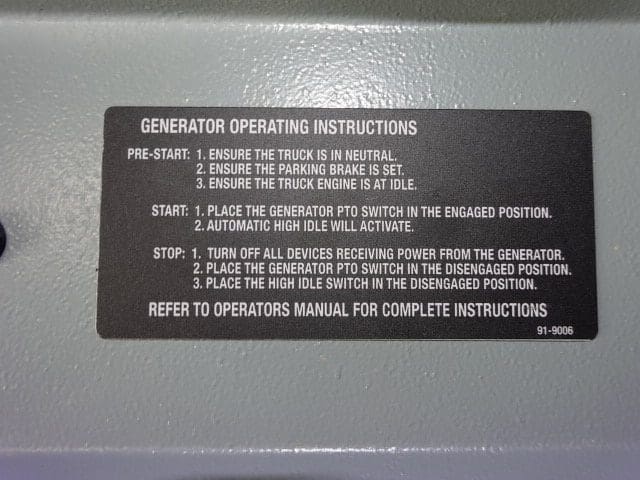 GENERATOR OPERATING INSTRUCTIONS
PRE-START: 1. ENSURE THE TRUCK IS IN NEUTRAL.
2. ENSURE THE PARKING BRAKE IS SET.
3. ENSURE THE TRUCK ENGINE IS AT IDLE.
START: 1. PLACE THE GENERATOR PTO SWITCH IN THE ENGAGED POSITION.
2. AUTOMATIC HIGH IDLE WILL ACTIVATE.
STOP: 1. TURN OFF ALL DEVICES RECEIVING POWER FROM THE GENERATOR.
2. PLACE THE GENERATOR PTO SWITCH IN THE DISENGAGED POSITION.
3. PLACE THE HIGH IDLE SWITCH IN THE DISENGAGED POSITION.
REFER TO OPERATORS MANUAL FOR COMPLETE INSTRUCTIONS
91-9006